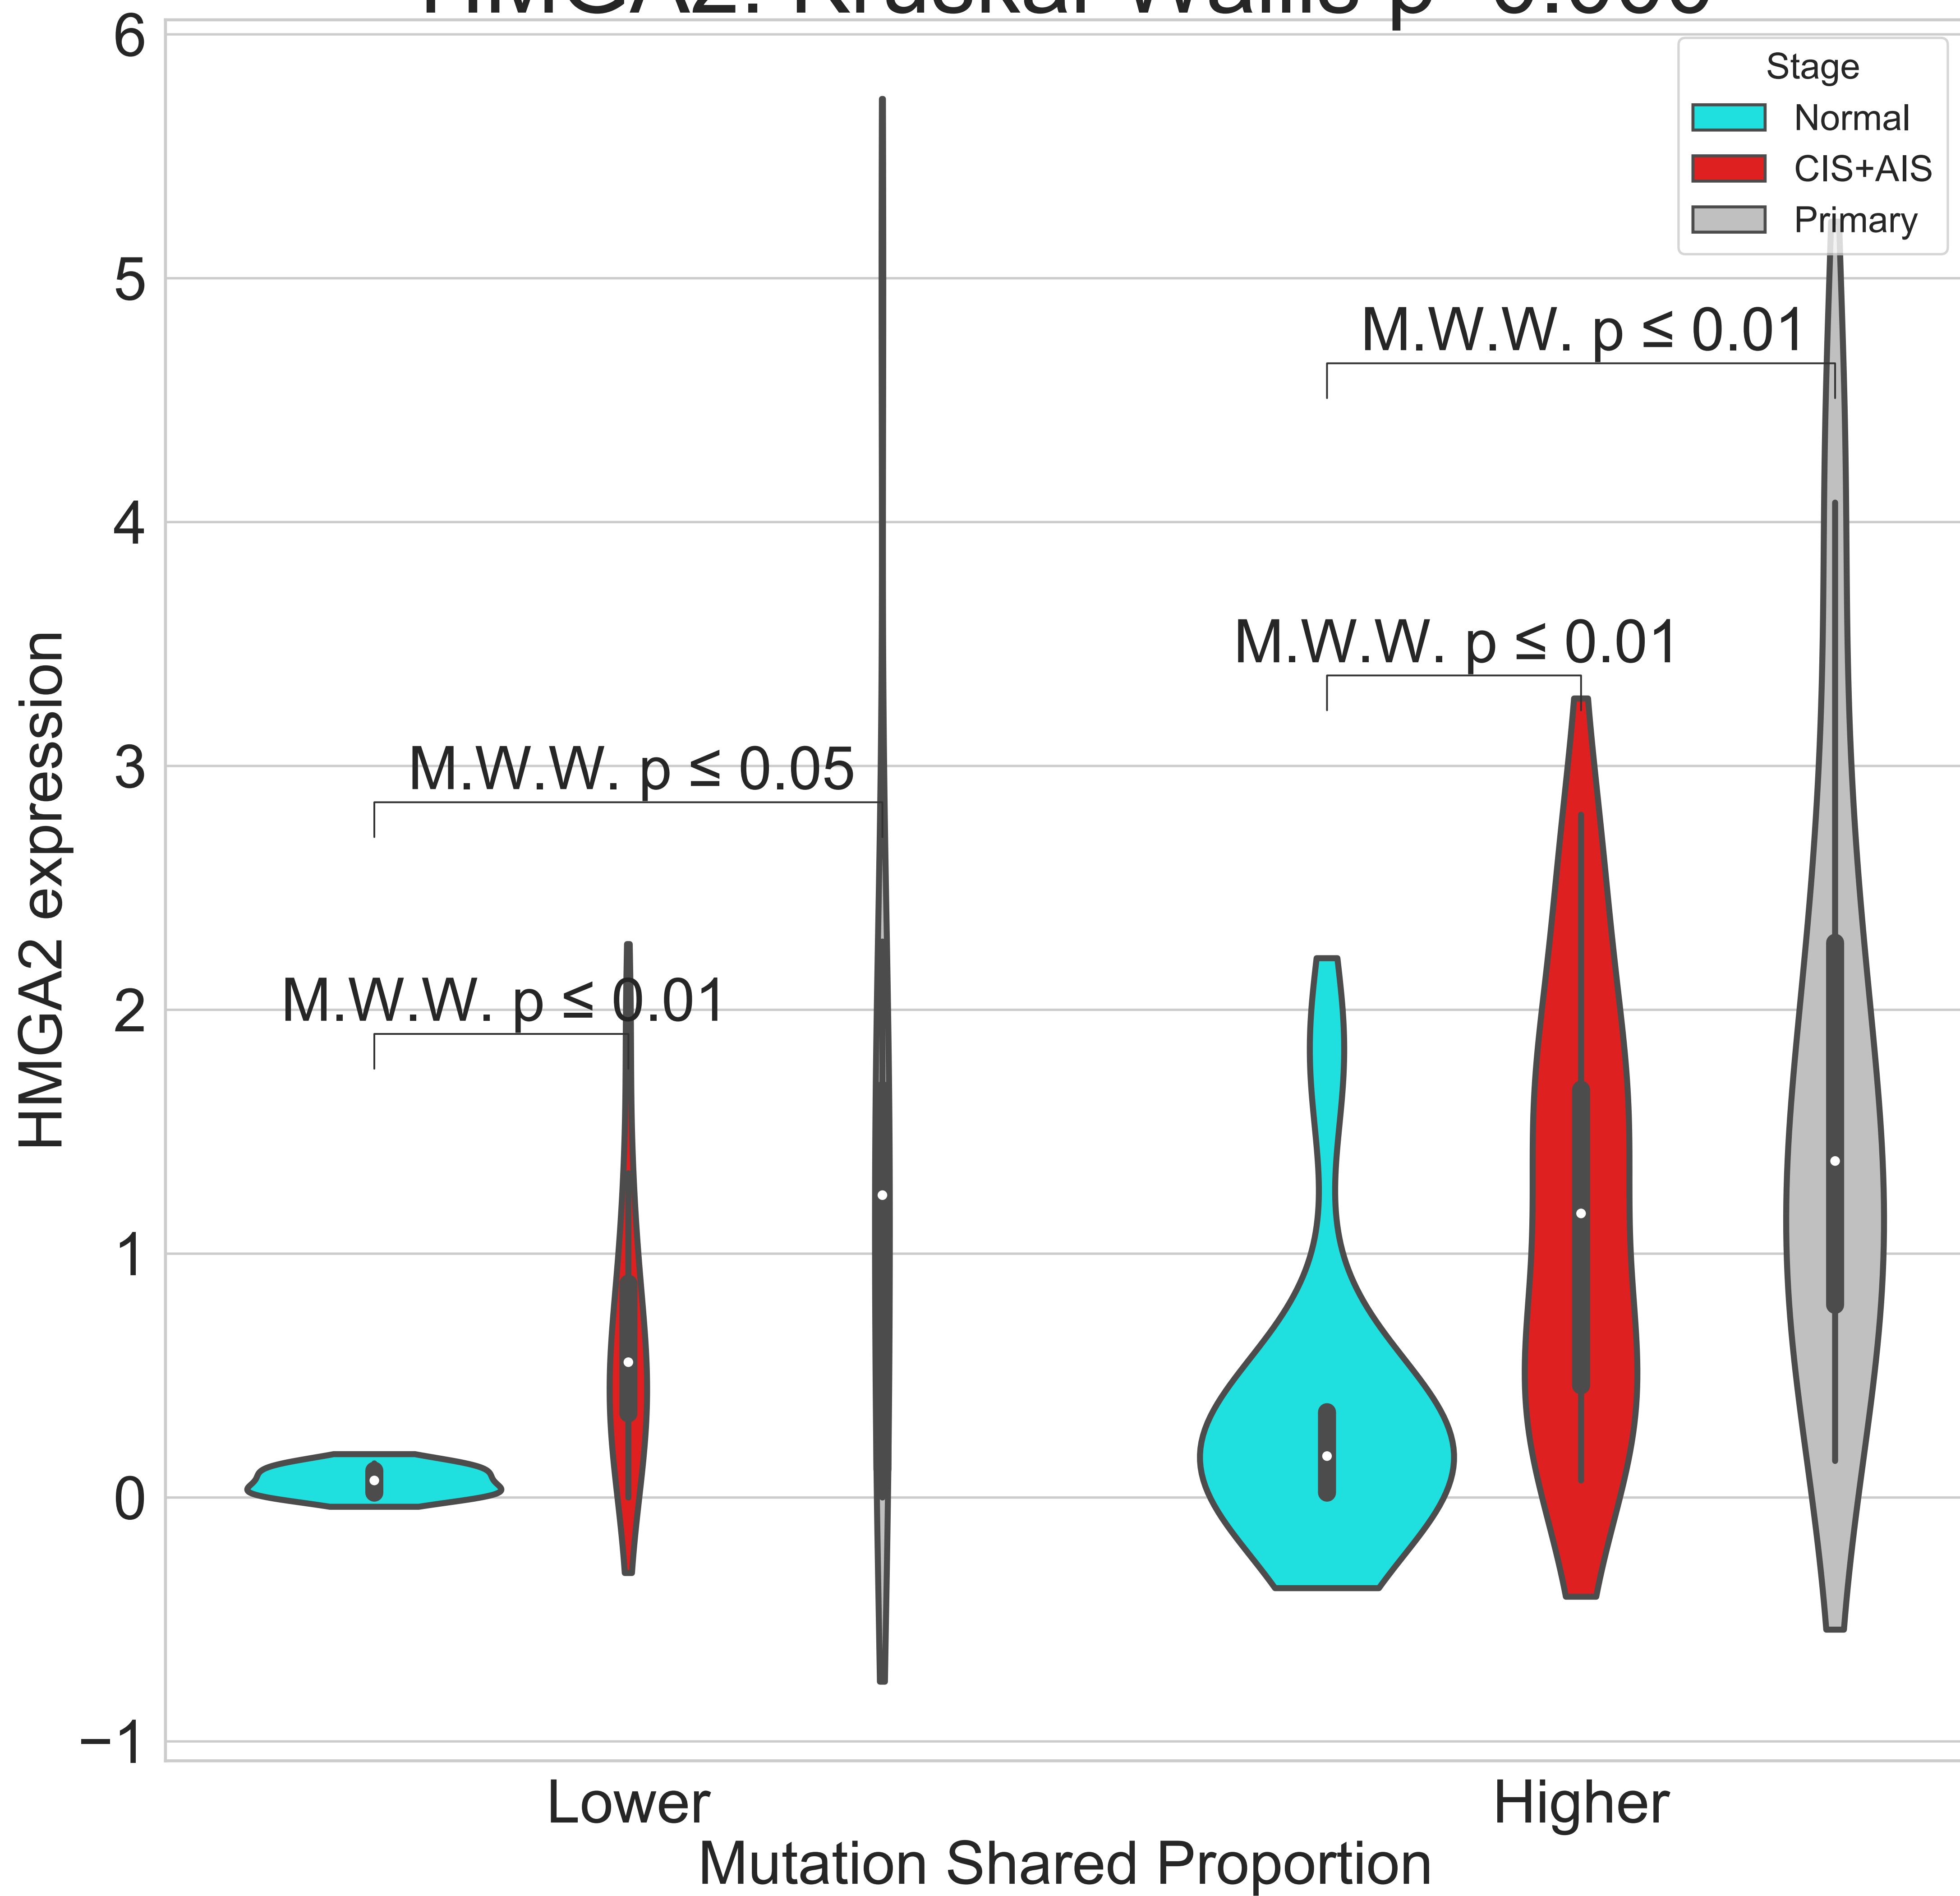 6
5
4
3
2
1
0
−1
HMGA2 expression
Stage
Normal
CIS+AIS
Primary
M.W.W. p ≤ 0.01
M.W.W. p ≤ 0.01
M.W.W. p ≤ 0.05
M.W.W. p ≤ 0.01
Lower
Higher
Mutation Shared Proportion